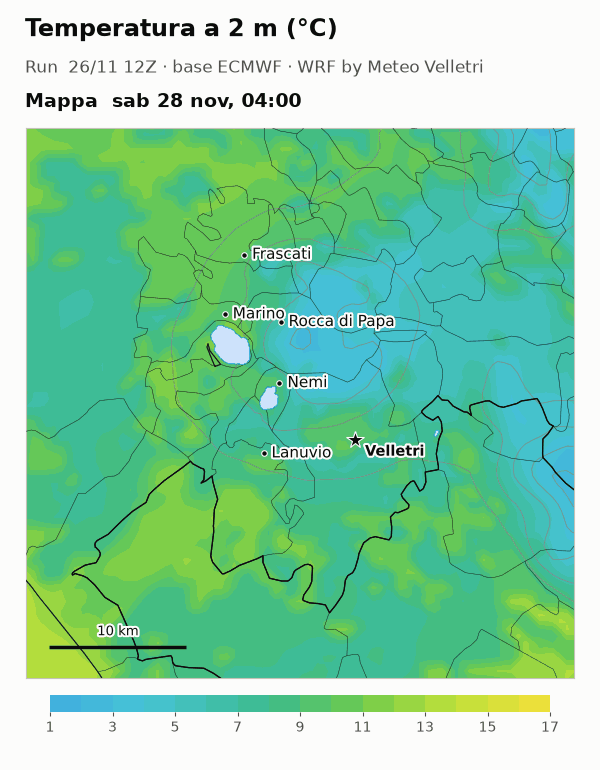 Temperatura a 2 m (°C)
Run  26/11 12Z · base ECMWF · WRF by Meteo Velletri
Mappa  sab 28 nov, 04:00
Frascati
Marino
Rocca di Papa
Nemi
Velletri
Lanuvio
10 km
1 3 5 7 9 11 13 15 17